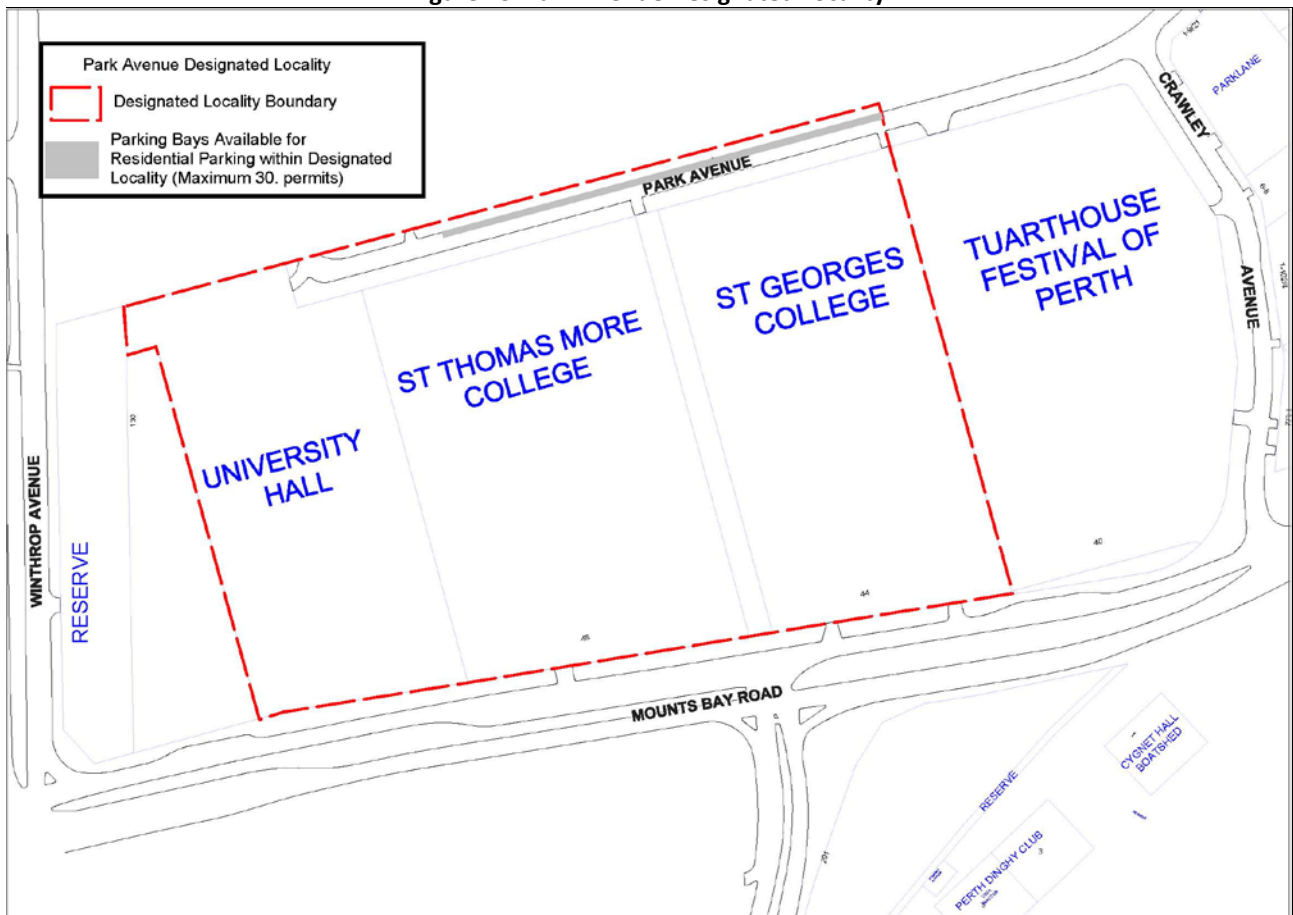 Park Avenue Designated Locality
Designated Locality Boundary
Parking Bays Available for
Residential Parking within Designated
Locality (Maximum 30. permits)
PARKLANE
CRAWLEY
AVENUE
PARK AVENUE
TUARTHOUSE
FESTIVAL OF
PERTH
ST GEORGES
COLLEGE
ST THOMAS MORE
COLLEGE
UNIVERSITY
HALL
130
WINTHROP AVENUE
RESERVE
40
44
MOUNTS BAY ROAD
CYGNET HALL
BOATSHED
RESERVE
PERTH DINGHY CLUB
3
201